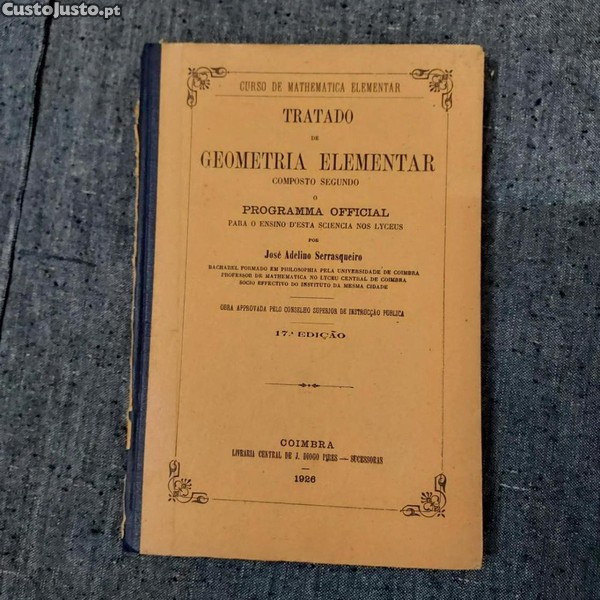 CustoJusto.pt
CURSO DE MATHEMATICA ELEMENTAR
TRATADO
DE
GEOMETRIA ELEMENTAR
COMPOSTO SEGUNDO
O
PROGRAMMA OFFICIAL
PARA O ENSINO D'ESTA SCIENCIA NOS LYCEUS
POR
José Adelino Serrasqueiro
BACHAREL FORMADO EM PHILOSOPHIA PELA UNIVERSIDADE DE COIMBRA
PROFESSOR DE MATHEMATICA NO LYCEU CENTRAL DE COIMBRA
SOCIO EFFECTIVO DO INSTITUTO DA MESMA CIDADE
OBRA APPROVADA PELO CONSELHO SUPERIOR DE INSTRUCÇÃO PUBLICA
17.ª EDIÇÃO
COIMBRA
LIVRARIA CENTRAL DE J. DIOGO PIRES — SUCESSORAS
1926